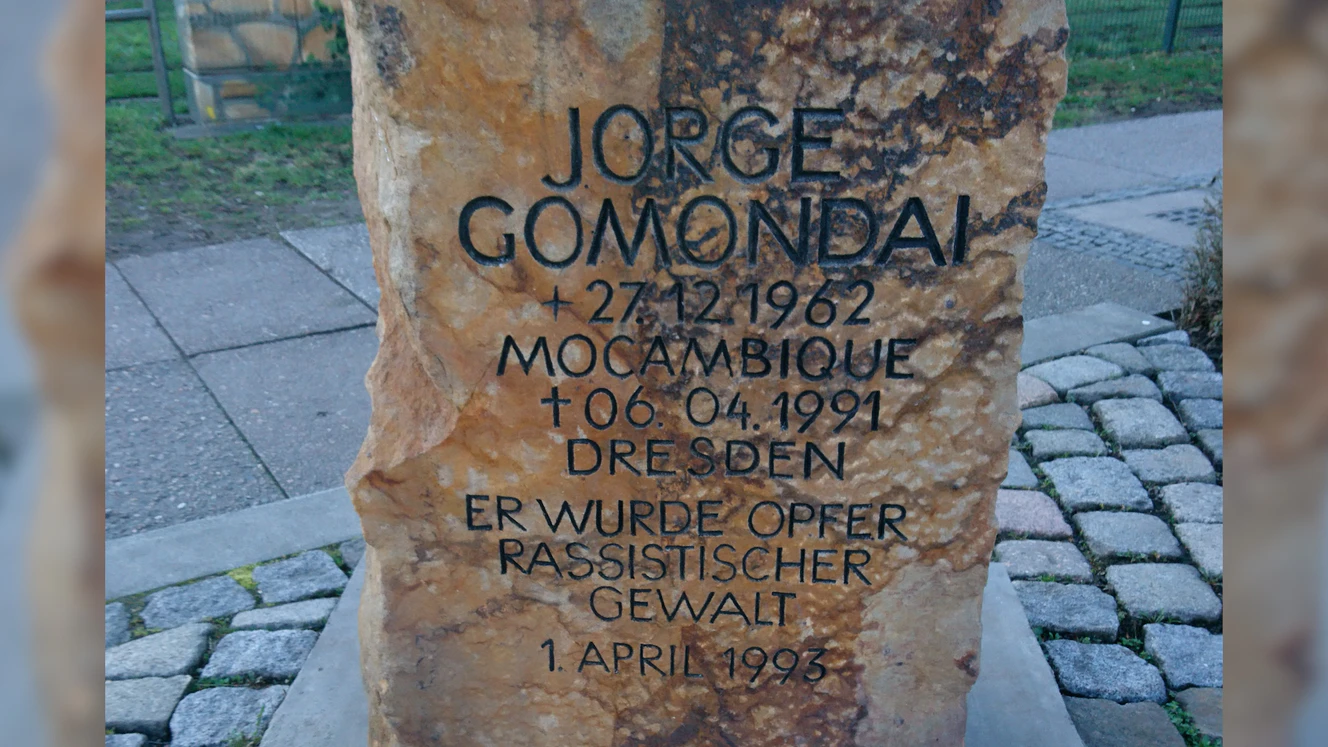 JORGE
GOMONDAI
+ 27.12.1962
MOCAMBIQUE
† 06. 04. 1991
DRESDEN
ER WURDE OPFER
RASSISTISCHER
GEWALT
1. APRIL 1993